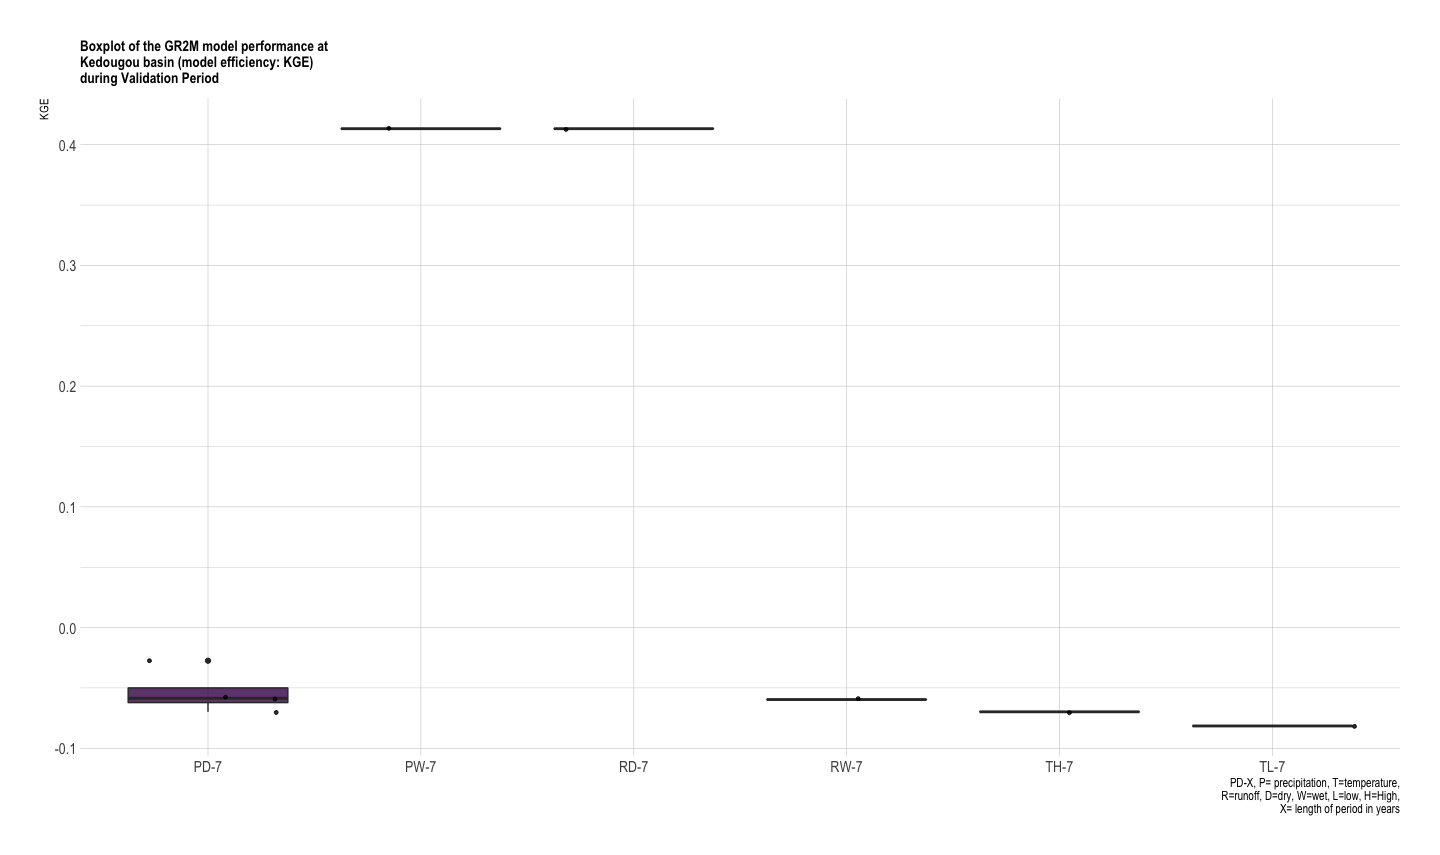 Boxplot of the GR2M model performance at
Kedougou basin (model efficiency: KGE)
during Validation Period
KGE
0.4
0.3
0.2
0.1
0.0
-0.1
PD-7 PW-7 RD-7 RW-7 TH-7 TL-7
PD-X, P= precipitation, T=temperature,
R=runoff, D=dry, W=wet, L=low, H=High,
X= length of period in years